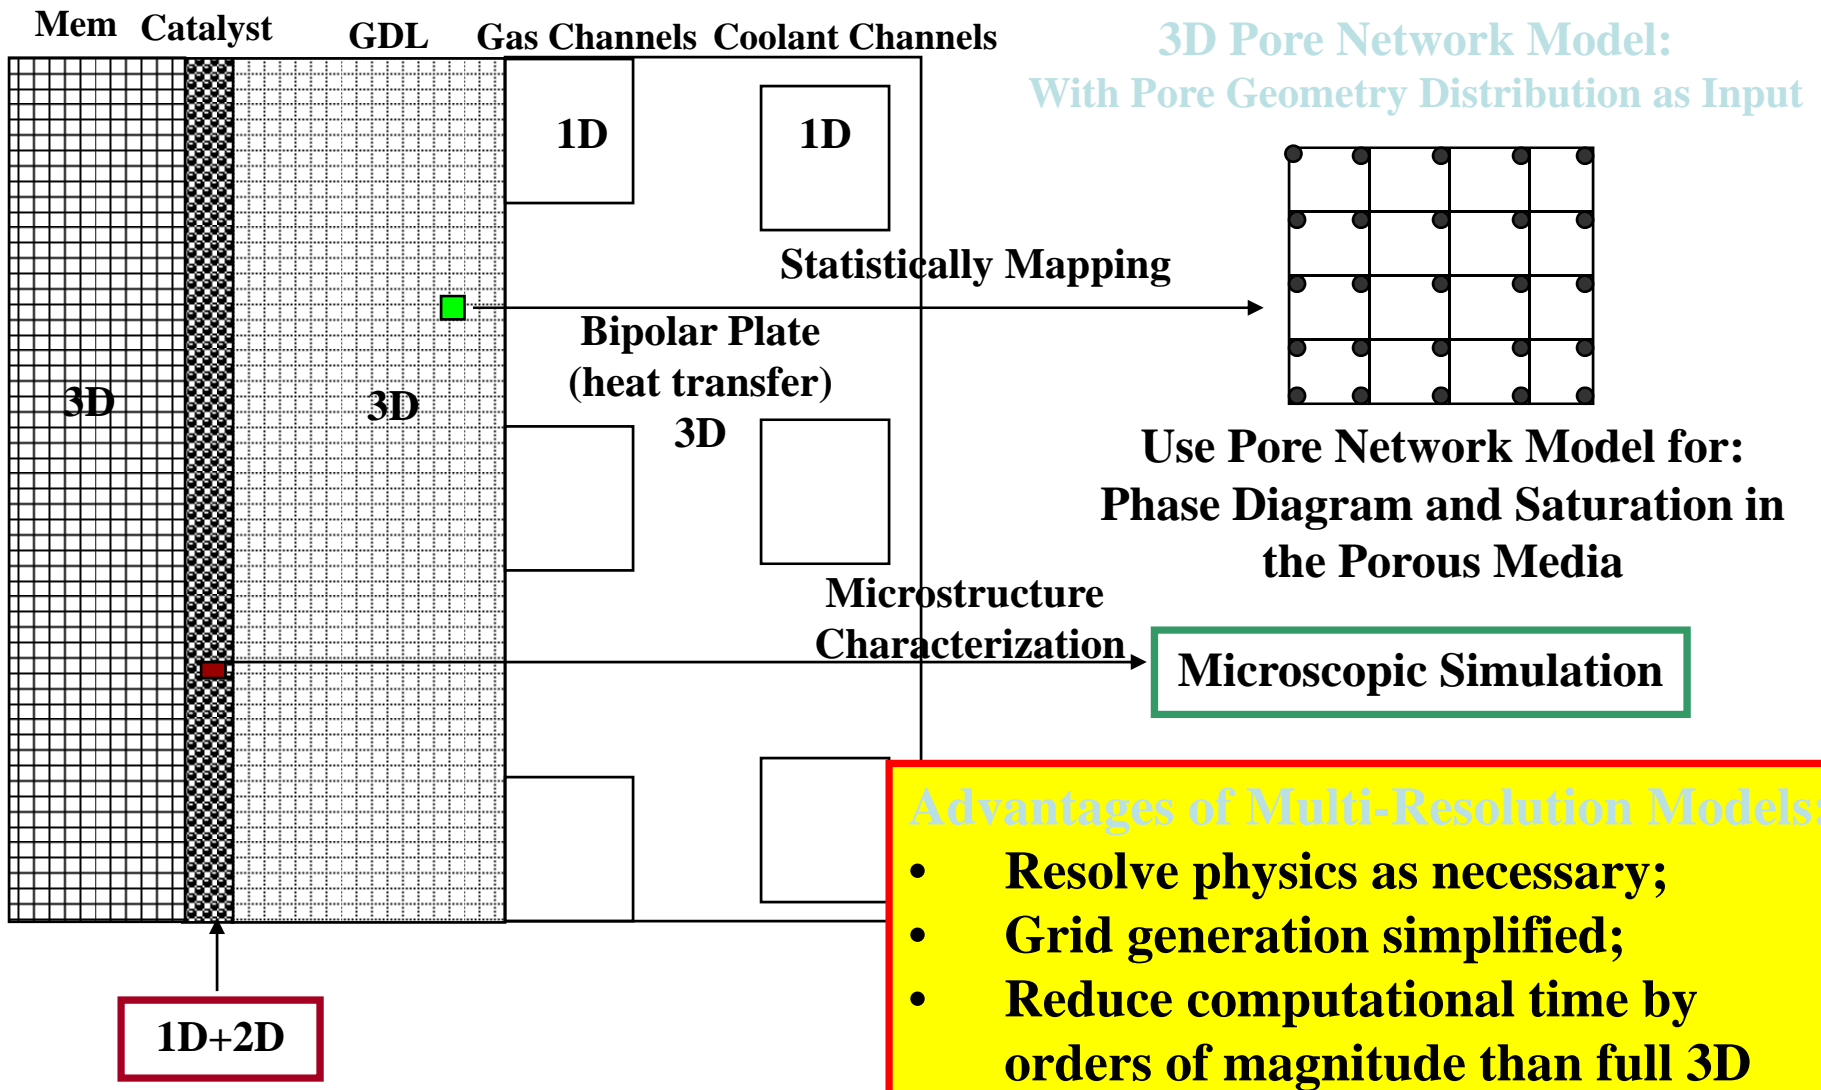 Mem Catalyst GDL Gas Channels Coolant Channels
3D Pore Network Model:
With Pore Geometry Distribution as Input
1D
1D
Statistically Mapping
Bipolar Plate
(heat transfer)
3D
3D
3D
Use Pore Network Model for:
Phase Diagram and Saturation in
the Porous Media
Microstructure
Characterization
Microscopic Simulation
Advantages of Multi-Resolution Models:
• Resolve physics as necessary;
• Grid generation simplified;
• Reduce computational time by
orders of magnitude than full 3D
1D+2D